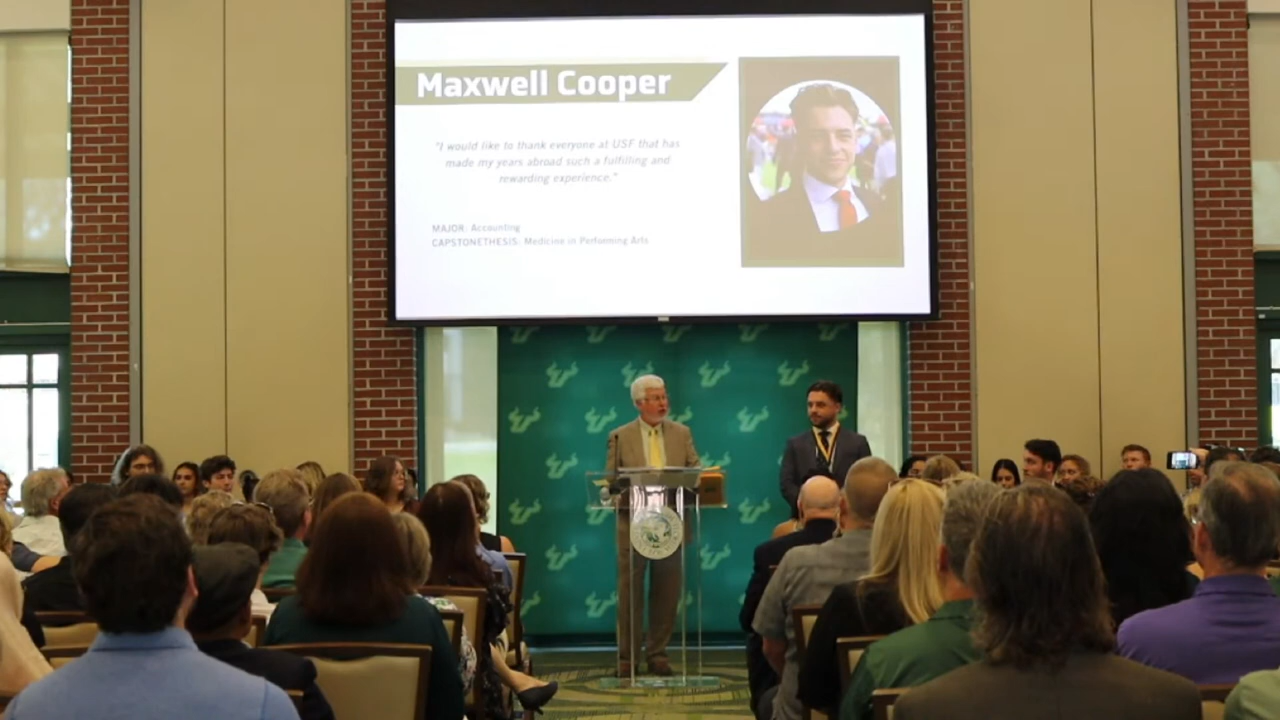 Maxwell Cooper
"I would like to thank everyone at USF that has
made my years abroad such a fulfilling and
rewarding experience."
MAJOR: Accounting
CAPSTONETHESIS: Medicine in Performing Arts